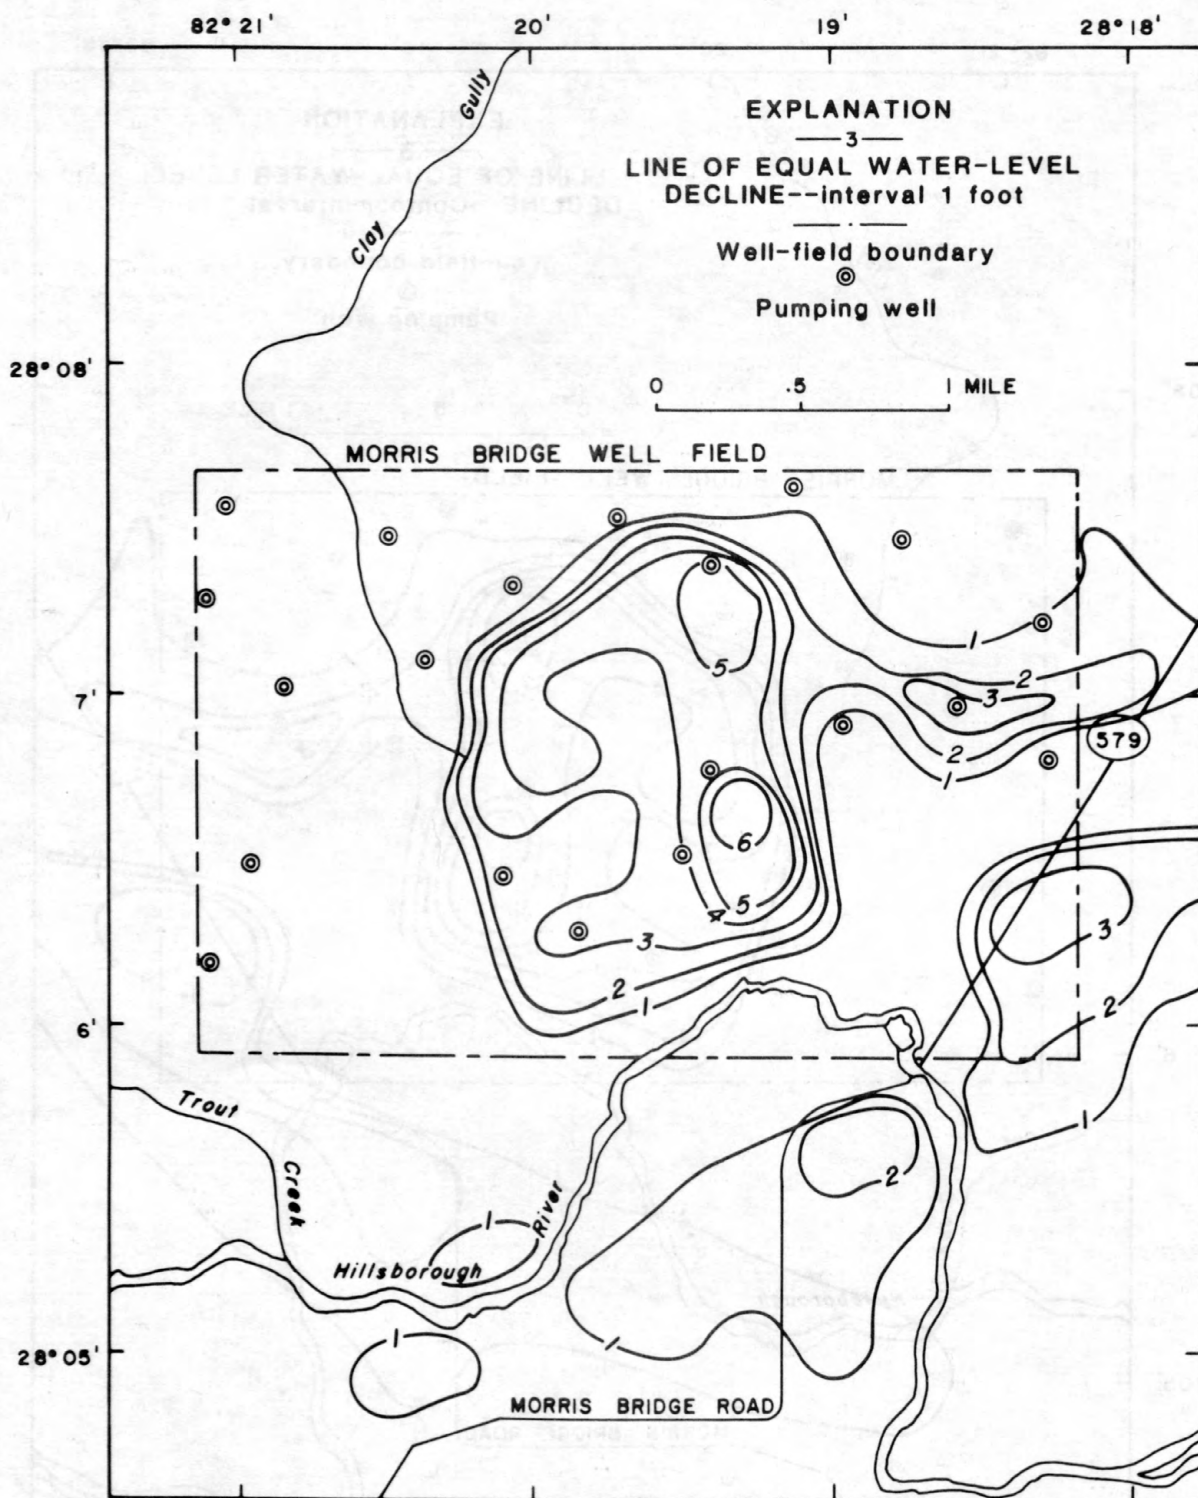 82° 21' 20' 19' 28° 18'
Gully
Clay
EXPLANATION
3
LINE OF EQUAL WATER-LEVEL
DECLINE--interval 1 foot
Well-field boundary
Pumping well
28° 08'
0 .5 1 MILE
MORRIS BRIDGE WELL FIELD
1
5
2
3
7'
579
2
1
6
5
4
3
3
2
2
1
6'
Trout
1
2
Creek
1
River
Hillsborough
1
1
28° 05'
MORRIS BRIDGE ROAD